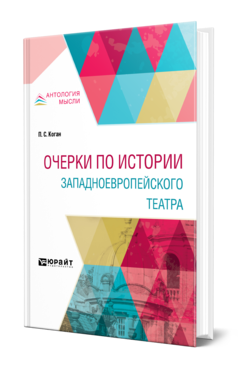 АНТОЛОГИЯ
МЫСЛИ
П. С. Коган
ОЧЕРКИ ПО ИСТОРИИ
ЗАПАДНОЕВРОПЕЙСКОГО
ТЕАТРА
юрайт